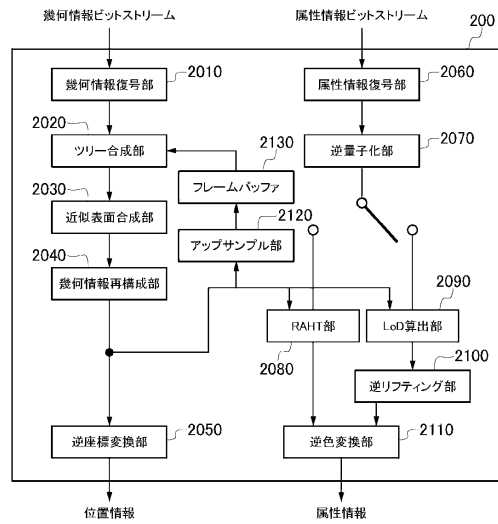 幾何情報ビットストリーム
属性情報ビットストリーム
200
幾何情報復号部
2010
属性情報復号部
2060
2020
ツリー合成部
2130
逆量子化部
2070
フレームバッファ
2030
近似表面合成部
2120
アップサンプル部
2040
幾何情報再構成部
2090
RAHT部
LoD算出部
2080
2100
逆リフティング部
逆座標変換部
2050
逆色変換部
2110
位置情報
属性情報